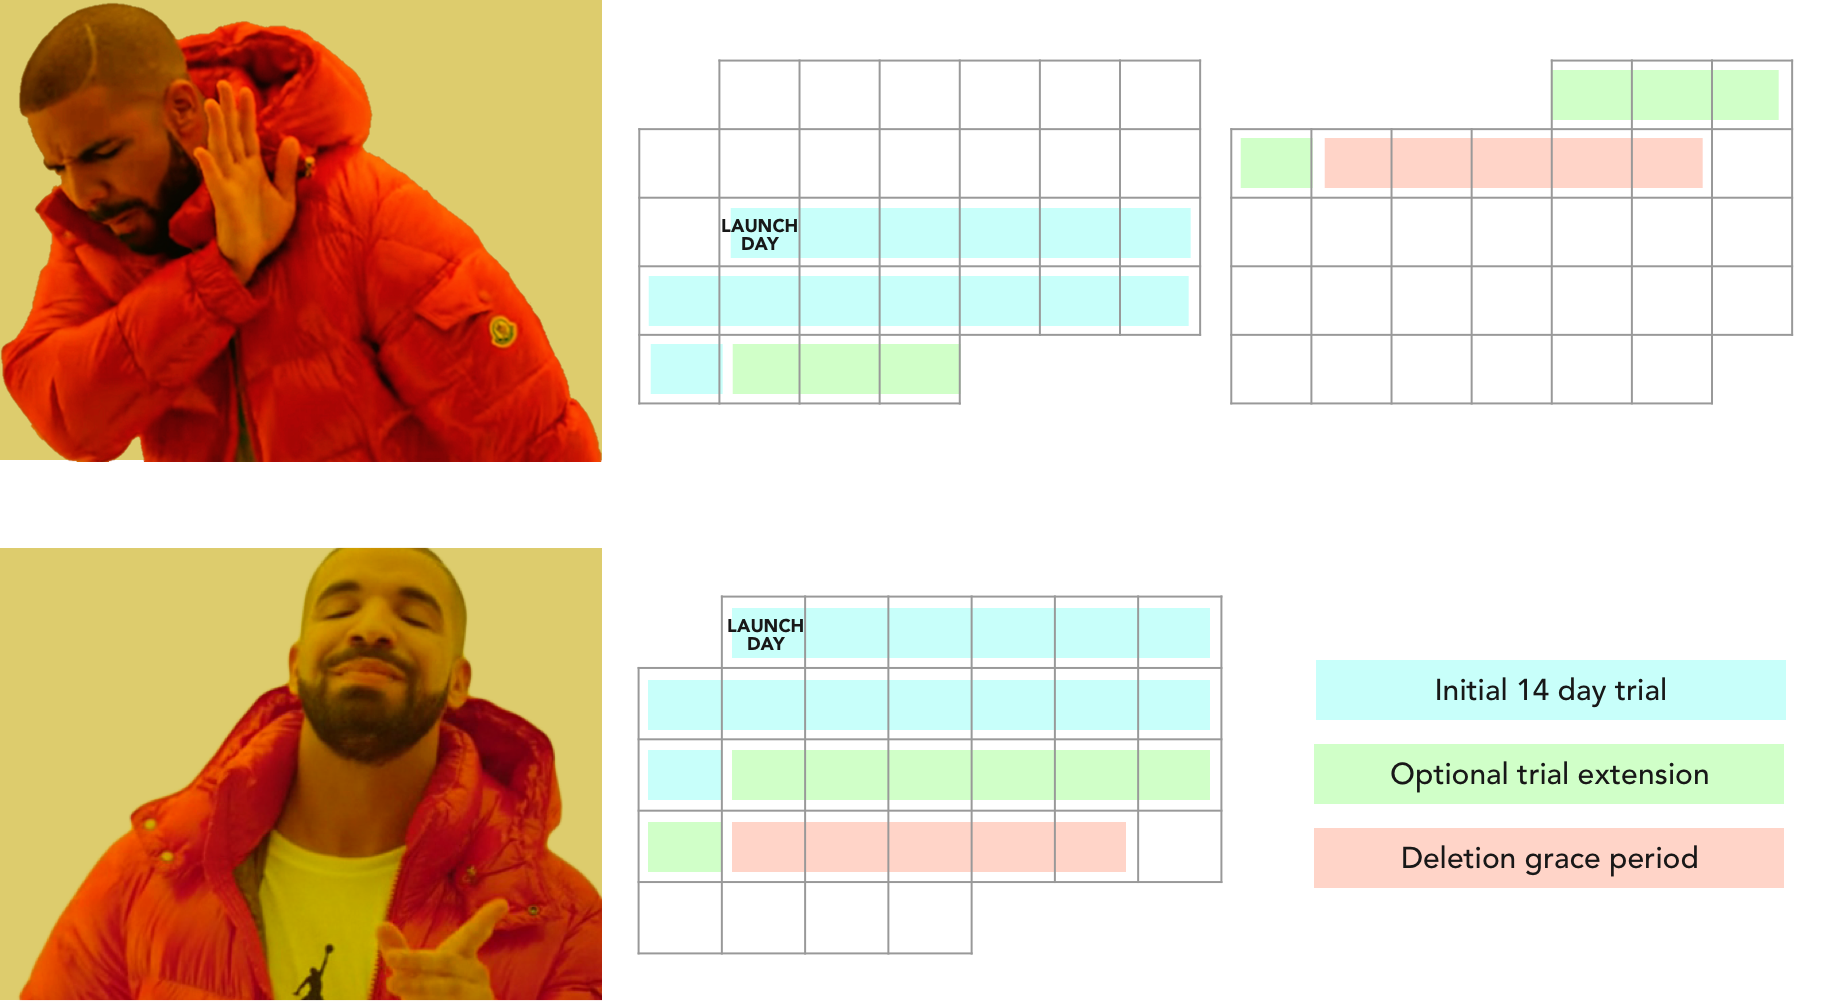 LAUNCH
DAY
LAUNCH
DAY
Initial 14 day trial
Optional trial extension
Deletion grace period